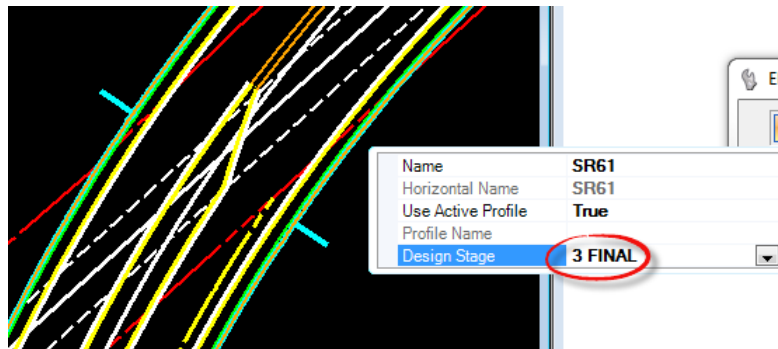 Name SR61
Horizontal Name SR61
Use Active Profile True
Profile Name
Design Stage 3 FINAL